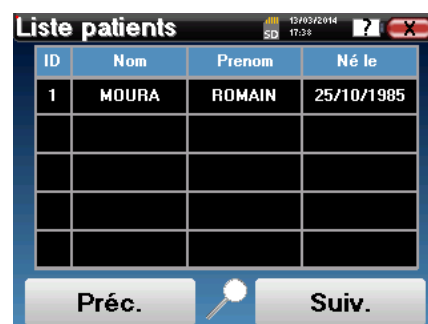 Liste patients SD 13/03/2014 17:38 ? X
ID Nom Prenom Né le
1 MOURA ROMAIN 25/10/1985
Préc. Suiv.